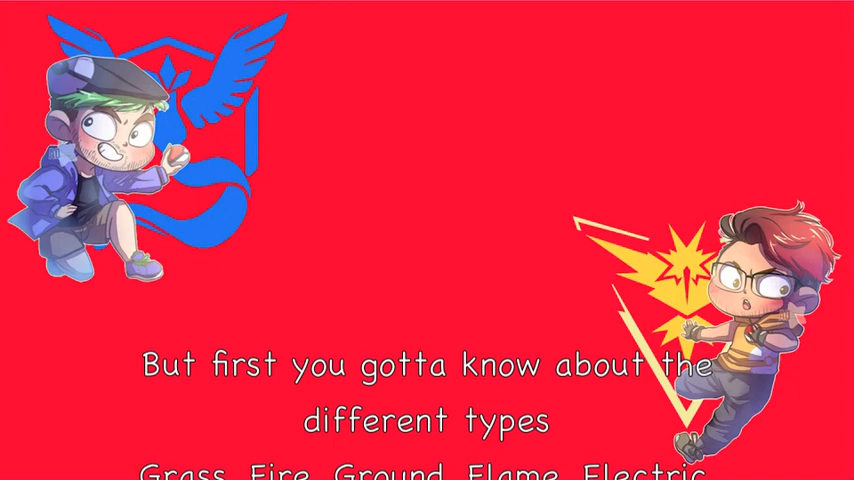 But first you gotta know about the
different types
Grass, Fire, Ground, Flame, Electric,